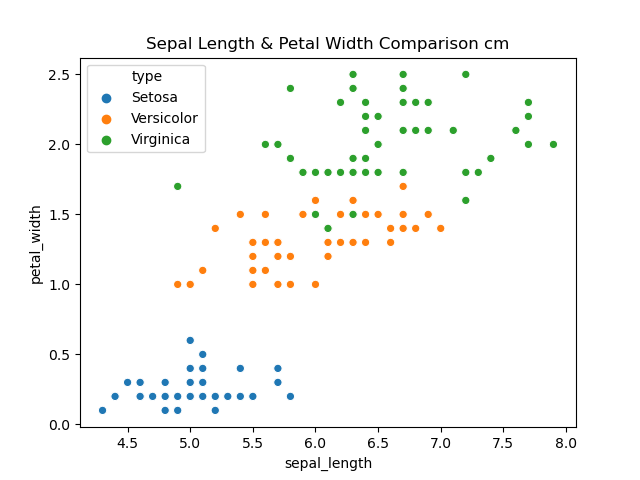 Sepal Length & Petal Width Comparison cm
type
Setosa
Versicolor
Virginica
petal_width
2.5
2.0
1.5
1.0
0.5
0.0
4.5 5.0 5.5 6.0 6.5 7.0 7.5 8.0
sepal_length